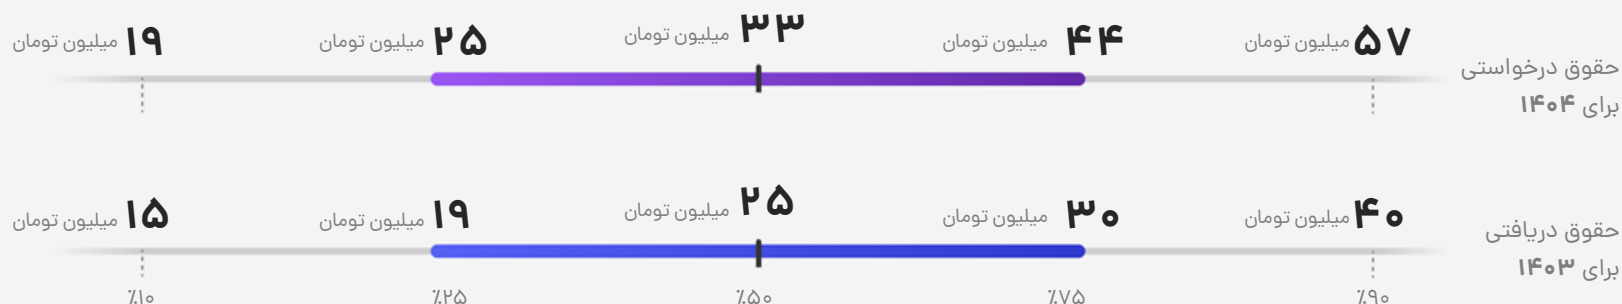 حقوق درخواستی
برای ۱۴۰۴
۵۷ میلیون تومان
۴۴ میلیون تومان
۳۳ میلیون تومان
۲۵ میلیون تومان
۱۹ میلیون تومان
حقوق دریافتی
برای ۱۴۰۳
۴۰ میلیون تومان
۳۰ میلیون تومان
۲۵ میلیون تومان
۱۹ میلیون تومان
۱۵ میلیون تومان
٪۹۰
٪۷۵
٪۵۰
٪۲۵
٪۱۰